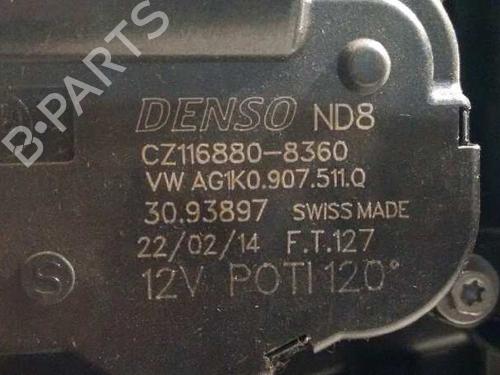 B-PARTS
DENSO ND8
CZ116880-8360
VW AG1K0.907.511.Q
30.93897 SWISS MADE
22/02/14 F.T.127
12V POTI 120°
S